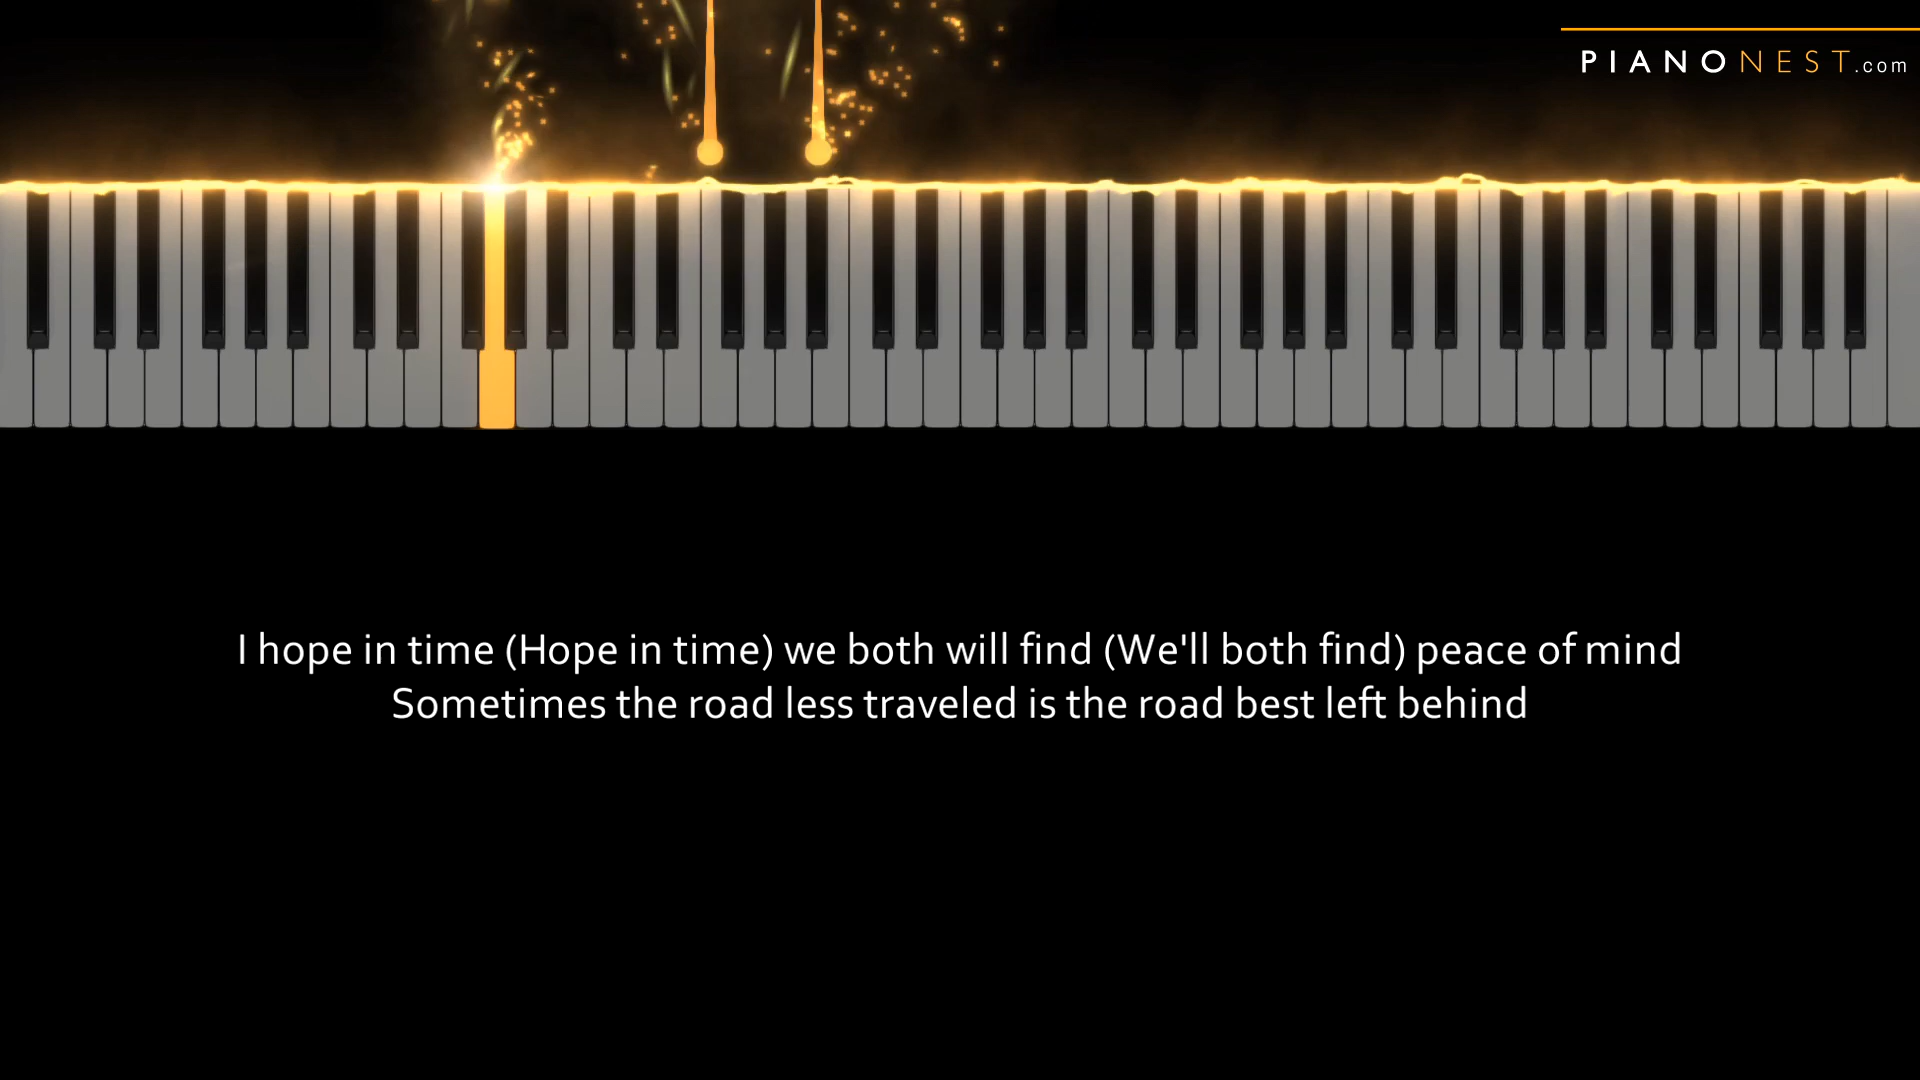 PIANONEST.com
I hope in time (Hope in time) we both will find (We'll both find) peace of mind
Sometimes the road less traveled is the road best left behind